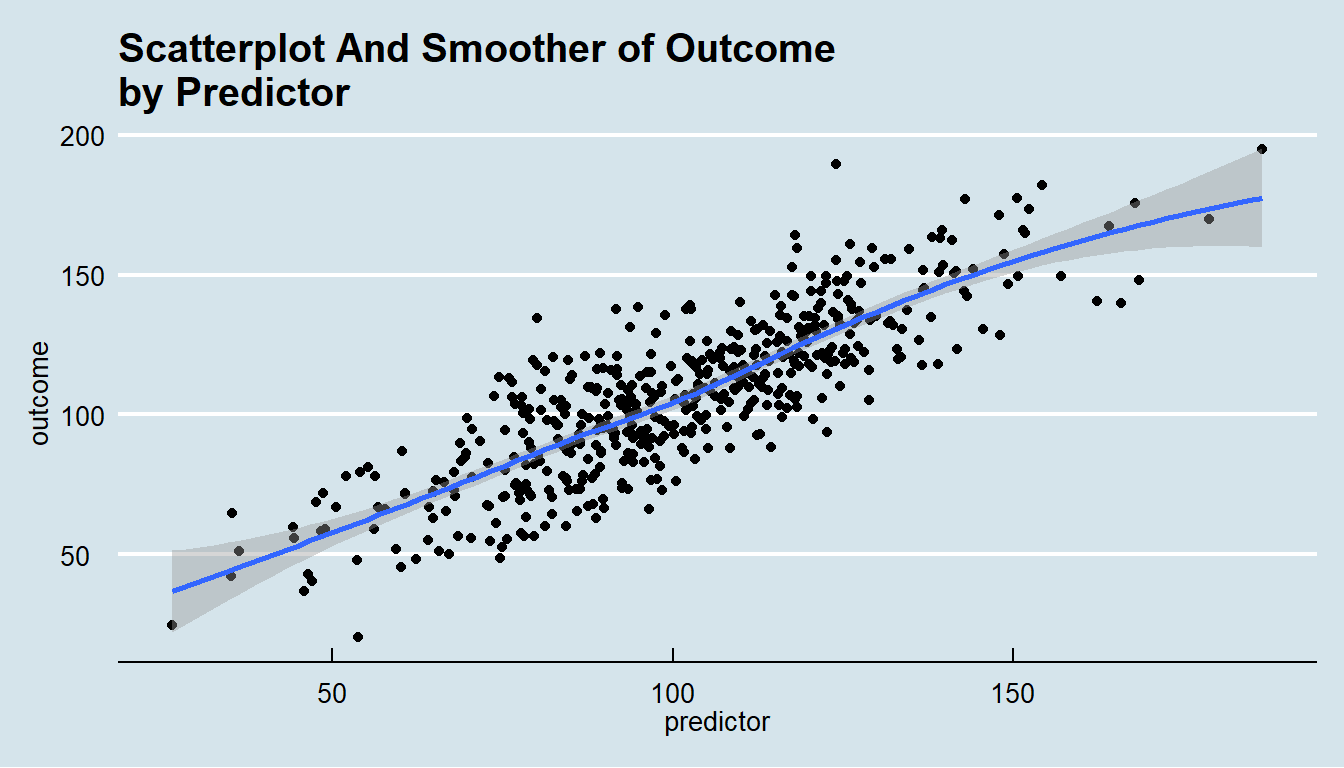 Scatterplot And Smoother of Outcome
by Predictor
200
150
100
50
outcome
50 100 150
predictor